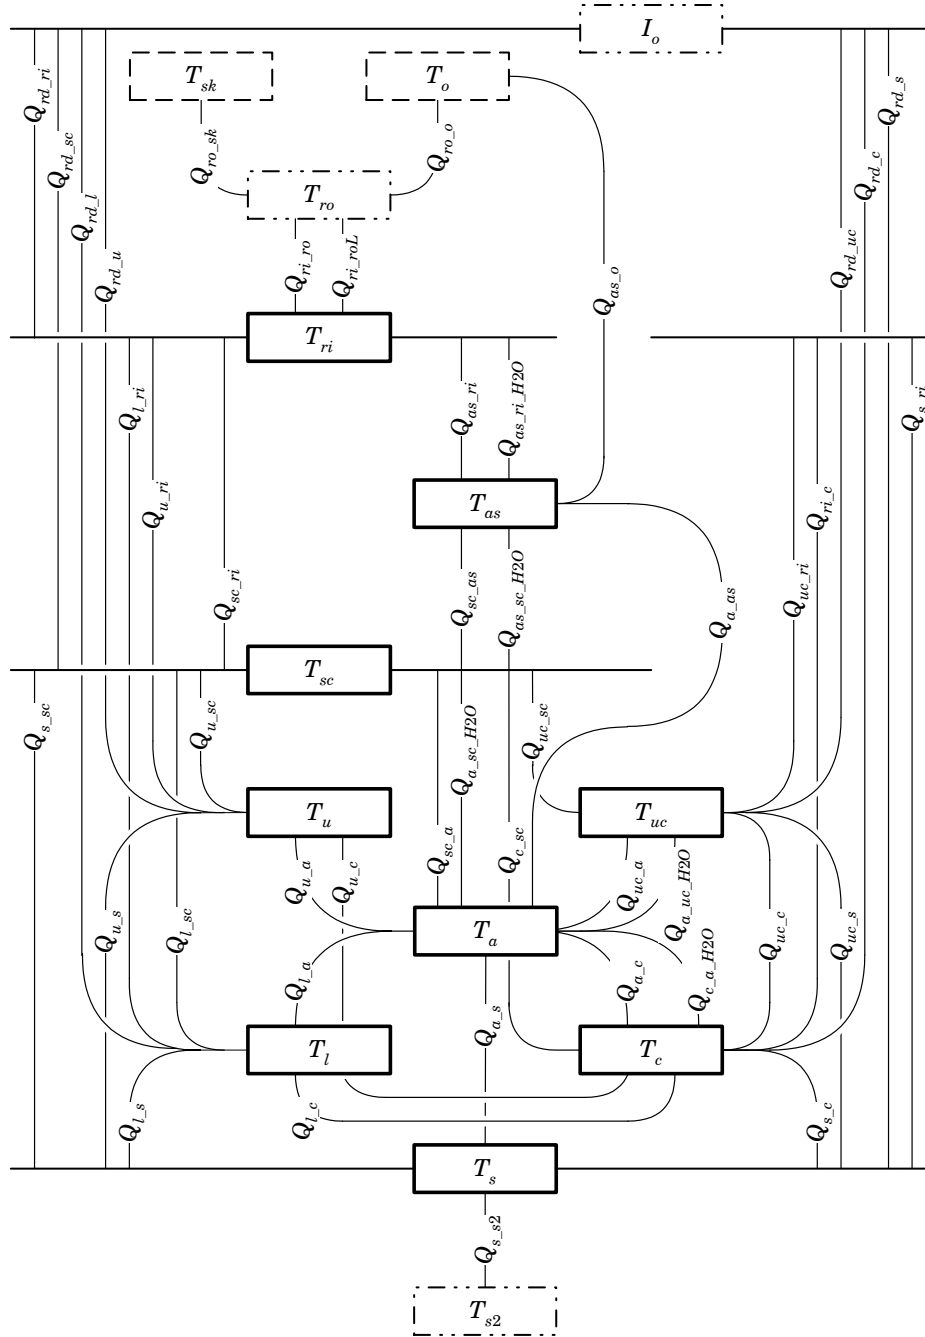 I_o
T_sk
T_o
Q_rd_ri
Q_rd_s
Q_rd_sc
Q_ro_sk
Q_ro_o
Q_rd_c
Q_rd_l
T_ro
Q_rd_uc
Q_rd_u
Q_ri_ro
Q_ri_roL
Q_as_o
T_ri
Q_l_ri
Q_as_ri
Q_as_ri_H2O
Q_s_ri
Q_u_ri
T_as
Q_ri_c
Q_sc_ri
Q_sc_as
Q_as_sc_H2O
Q_a_as
Q_uc_ri
T_sc
Q_s_sc
Q_u_sc
Q_a_sc_H2O
Q_uc_sc
T_u
T_uc
Q_u_a
Q_u_c
Q_sc_a
Q_c_sc
Q_uc_a
Q_a_uc_H2O
Q_u_s
Q_l_sc
T_a
Q_uc_c
Q_uc_s
Q_l_a
Q_a_c
Q_c_a_H2O
Q_a_s
T_l
T_c
Q_l_s
Q_l_c
Q_s_c
T_s
Q_s_s2
T_s2